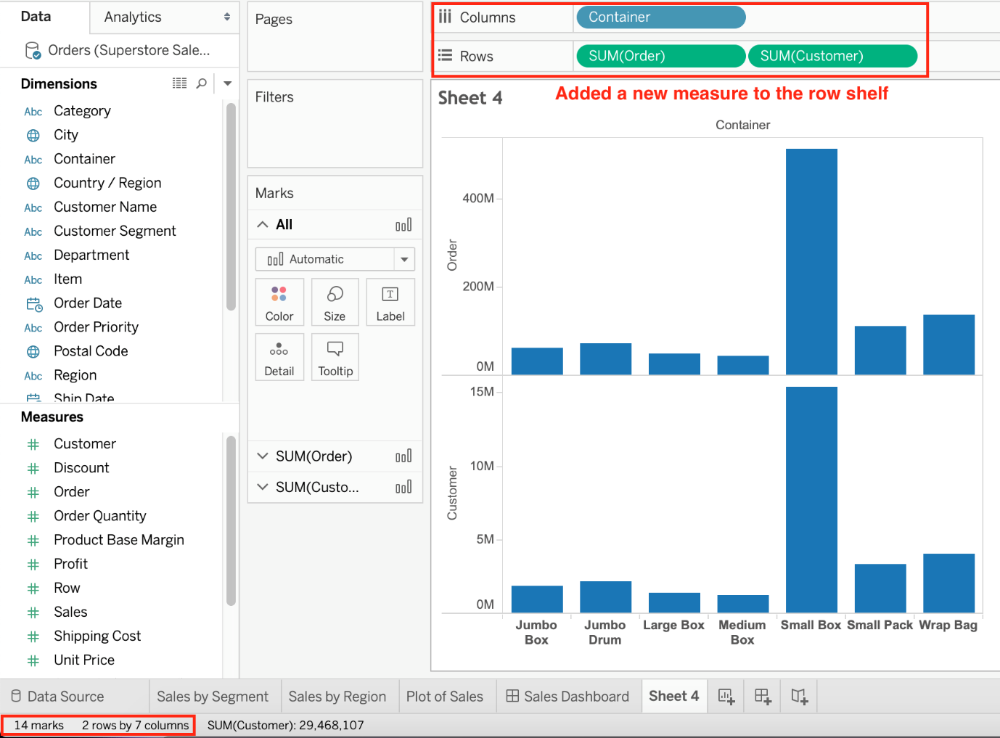 Data
Analytics
Orders (Superstore Sale...
Dimensions
Abc Category
City
Abc Container
Country / Region
Abc Customer Name
Abc Customer Segment
Abc Department
Abc Item
Order Date
Abc Order Priority
Postal Code
Abc Region
Ship Date
Measures
Customer
Discount
Order
Order Quantity
Product Base Margin
Profit
Row
Sales
Shipping Cost
Unit Price
Pages
Filters
Marks
All
Automatic
Color Size Label
Detail Tooltip
SUM(Order)
SUM(Custo...
Columns Container
Rows SUM(Order) SUM(Customer)
Sheet 4
Added a new measure to the row shelf
Container
Order
400M
200M
0M
Customer
15M
10M
5M
0M
Jumbo Box
Jumbo Drum
Large Box
Medium Box
Small Box
Small Pack
Wrap Bag
Data Source Sales by Segment Sales by Region Plot of Sales Sales Dashboard Sheet 4
14 marks 2 rows by 7 columns SUM(Customer): 29,468,107